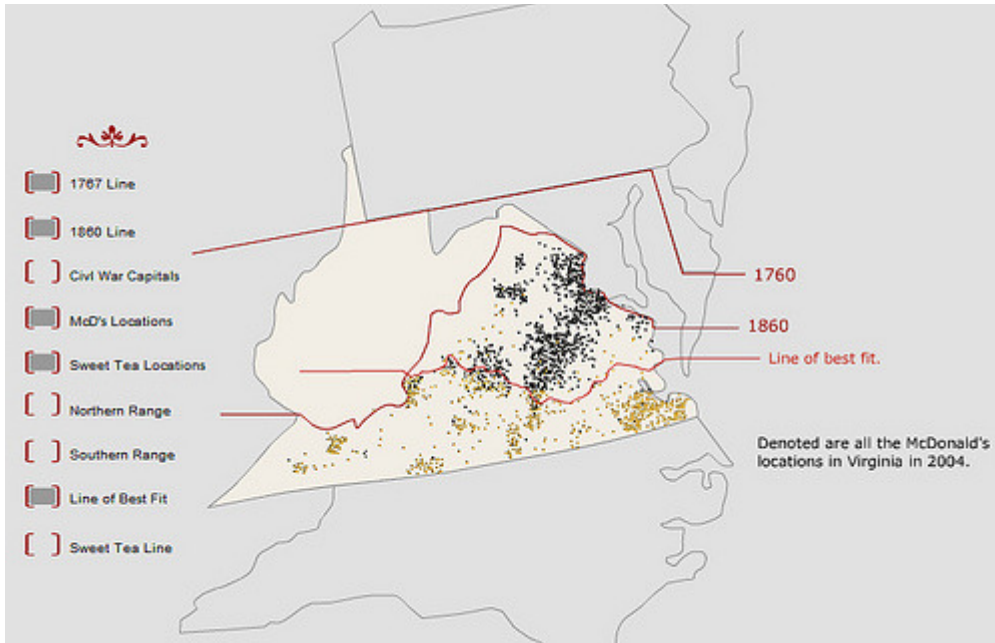 1767 Line
1860 Line
Civl War Capitals
McD's Locations
Sweet Tea Locations
Northern Range
Southern Range
Line of Best Fit
Sweet Tea Line
1760
1860
Line of best fit.
Denoted are all the McDonald's
locations in Virginia in 2004.